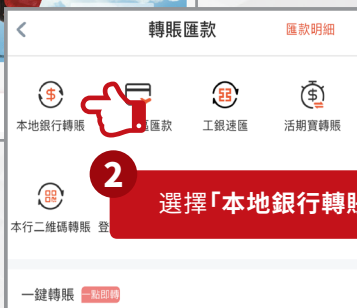 轉賬匯款
匯款明細
本地銀行轉賬
區匯款
工銀速匯
活期寶轉賬
2
選擇「本地銀行轉賬
本行二維碼轉賬
登
一鍵轉賬
一點即轉